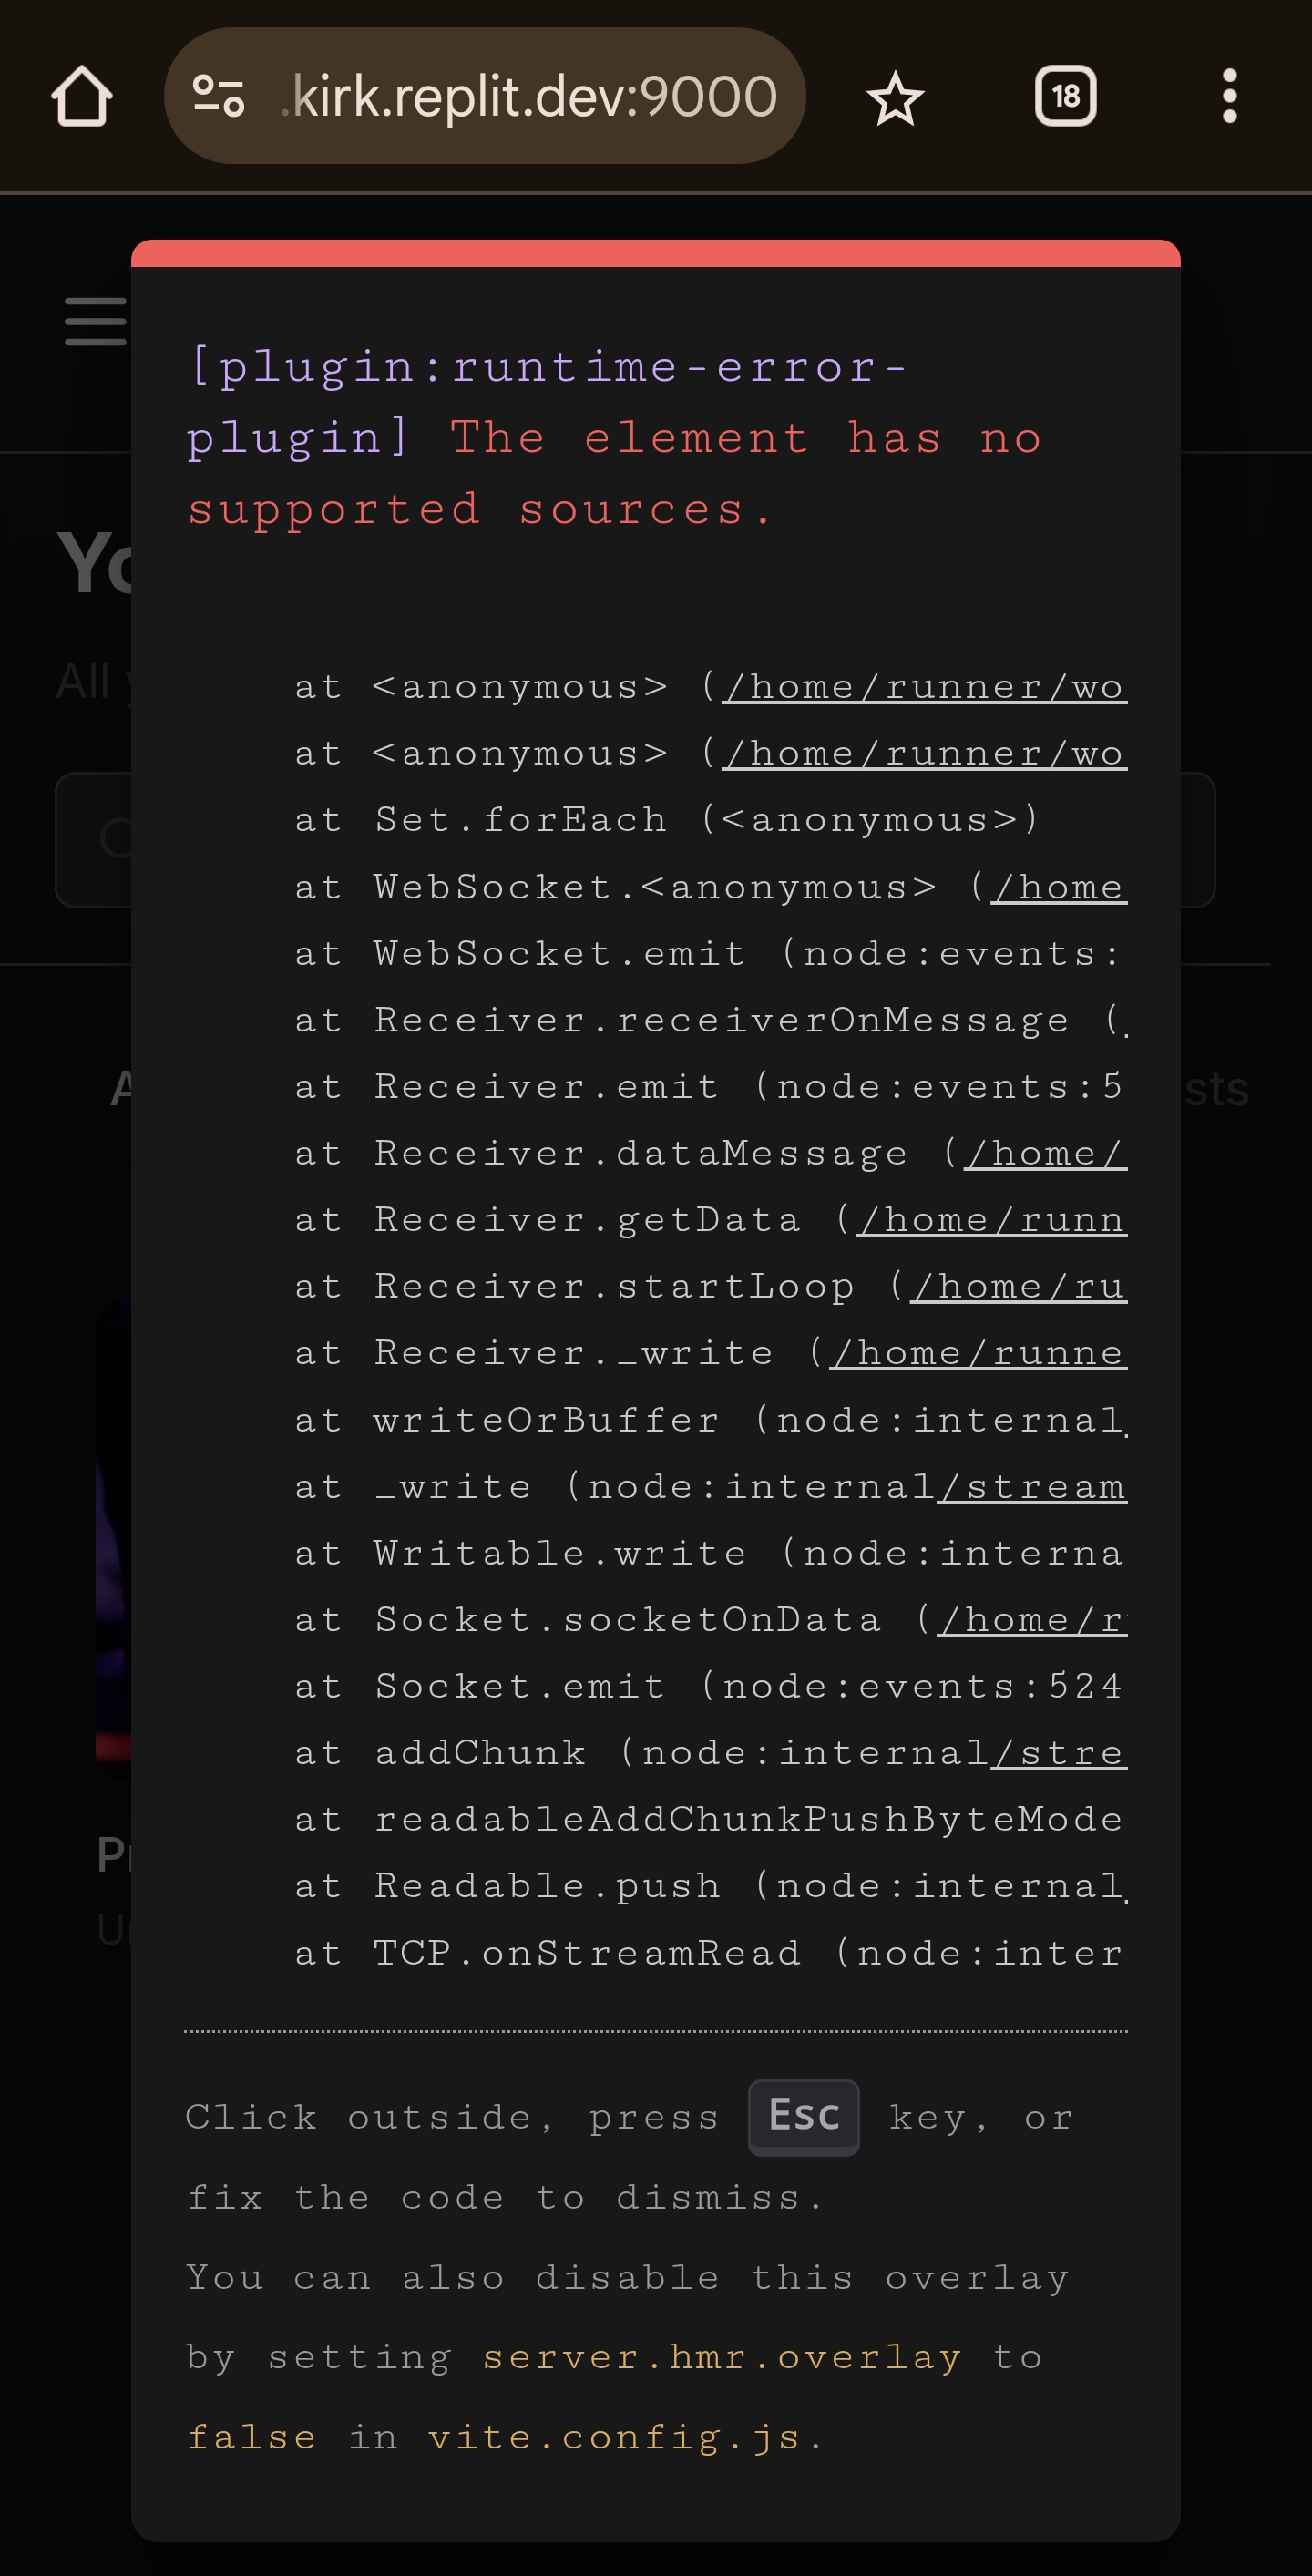 .kirk.replit.dev:9000
18
[plugin:runtime-error-
plugin] The element has no
supported sources.
at <anonymous> (/home/runner/wo
at <anonymous> (/home/runner/wo
at Set.forEach (<anonymous>)
at WebSocket.<anonymous> (/home
at WebSocket.emit (node:events:
at Receiver.receiverOnMessage (
at Receiver.emit (node:events:5
at Receiver.dataMessage (/home/
at Receiver.getData (/home/runn
at Receiver.startLoop (/home/ru
at Receiver._write (/home/runne
at writeOrBuffer (node:internal
at _write (node:internal/stream
at Writable.write (node:interna
at Socket.socketOnData (/home/r
at Socket.emit (node:events:524
at addChunk (node:internal/stre
at readableAddChunkPushByteMode
at Readable.push (node:internal
at TCP.onStreamRead (node:inter
Click outside, press Esc key, or
fix the code to dismiss.
You can also disable this overlay
by setting server.hmr.overlay to
false in vite.config.js.
All